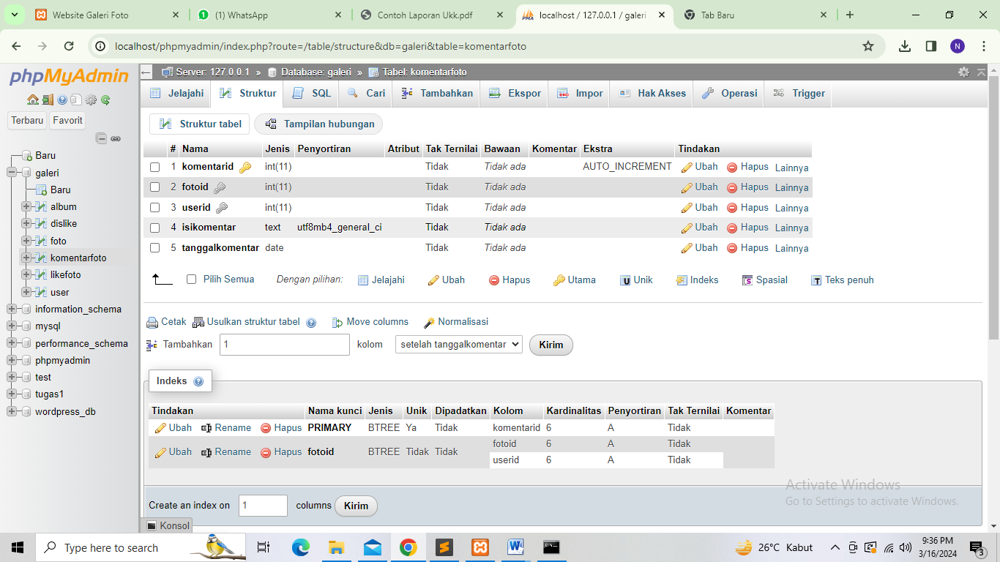 Website Galeri Foto
(1) WhatsApp
Contoh Laporan Ukk.pdf
localhost / 127.0.0.1 / galeri
Tab Baru
localhost/phpmyadmin/index.php?route=/table/structure&db=galeri&table=komentarfoto
N
phpMyAdmin
Terbaru Favorit
Baru
galeri
Baru
album
dislike
foto
komentarfoto
likefoto
user
information_schema
mysql
performance_schema
phpmyadmin
test
tugas1
wordpress_db
Server: 127.0.0.1 » Database: galeri » Tabel: komentarfoto
Jelajahi Struktur SQL Cari Tambahkan Ekspor Impor Hak Akses Operasi Trigger
Struktur tabel Tampilan hubungan
# Nama Jenis Penyortiran Atribut Tak Ternilai Bawaan Komentar Ekstra Tindakan
1 komentarid int(11) Tidak Tidak ada AUTO_INCREMENT Ubah Hapus Lainnya
2 fotoid int(11) Tidak Tidak ada Ubah Hapus Lainnya
3 userid int(11) Tidak Tidak ada Ubah Hapus Lainnya
4 isikomentar text utf8mb4_general_ci Tidak Tidak ada Ubah Hapus Lainnya
5 tanggalkomentar date Tidak Tidak ada Ubah Hapus Lainnya
Pilih Semua Dengan pilihan: Jelajahi Ubah Hapus Utama Unik Indeks Spasial Teks penuh
Cetak Usulkan struktur tabel Move columns Normalisasi
Tambahkan 1 kolom setelah tanggalkomentar Kirim
Indeks
Tindakan Nama kunci Jenis Unik Dipadatkan Kolom Kardinalitas Penyortiran Tak Ternilai Komentar
Ubah Rename Hapus PRIMARY BTREE Ya Tidak komentarid 6 A Tidak
Ubah Rename Hapus fotoid BTREE Tidak Tidak fotoid 6 A Tidak
userid 6 A Tidak
Create an index on 1 columns Kirim
Konsol
Activate Windows
Go to Settings to activate Windows.
Type here to search
26°C Kabut
9:36 PM
3/16/2024
3